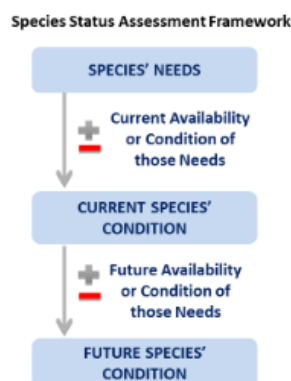 Species Status Assessment Framework
SPECIES' NEEDS
Current Availability
or Condition of
those Needs
CURRENT SPECIES'
CONDITION
Future Availability
or Condition of
those Needs
FUTURE SPECIES'
CONDITION